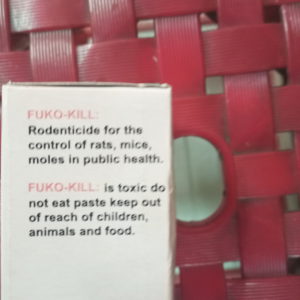 FUKO-KILL:
Rodenticide for the
control of rats, mice,
moles in public health.
FUKO-KILL: is toxic do
not eat paste keep out
of reach of children,
animals and food.